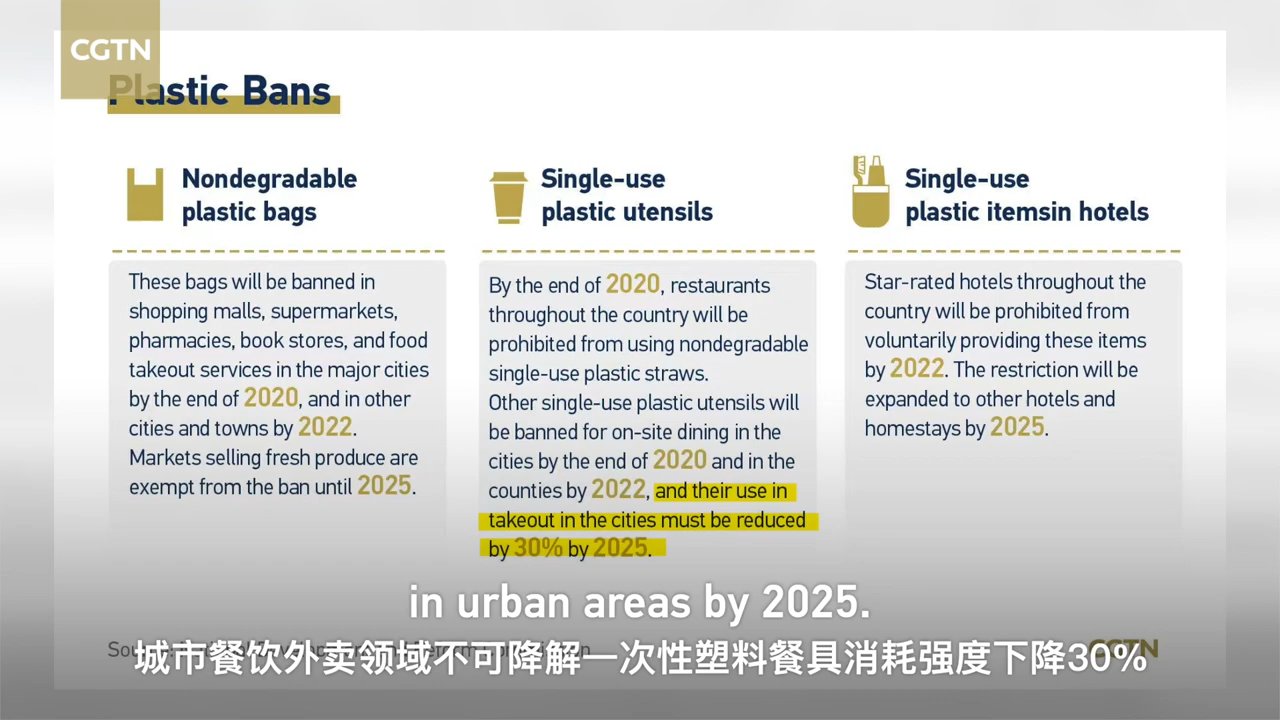 CGTN
Plastic Bans
Nondegradable
plastic bags
These bags will be banned in
shopping malls, supermarkets,
pharmacies, book stores, and food
takeout services in the major cities
by the end of 2020, and in other
cities and towns by 2022.
Markets selling fresh produce are
exempt from the ban until 2025.
Single-use
plastic utensils
By the end of 2020, restaurants
throughout the country will be
prohibited from using nondegradable
single-use plastic straws.
Other single-use plastic utensils will
be banned for on-site dining in the
cities by the end of 2020 and in the
counties by 2022, and their use in
takeout in the cities must be reduced
by 30% by 2025.
Single-use
plastic itemsin hotels
Star-rated hotels throughout the
country will be prohibited from
voluntarily providing these items
by 2022. The restriction will be
expanded to other hotels and
homestays by 2025.
in urban areas by 2025.
CGTN
城市餐饮外卖领域不可降解一次性塑料餐具消耗强度下降30%